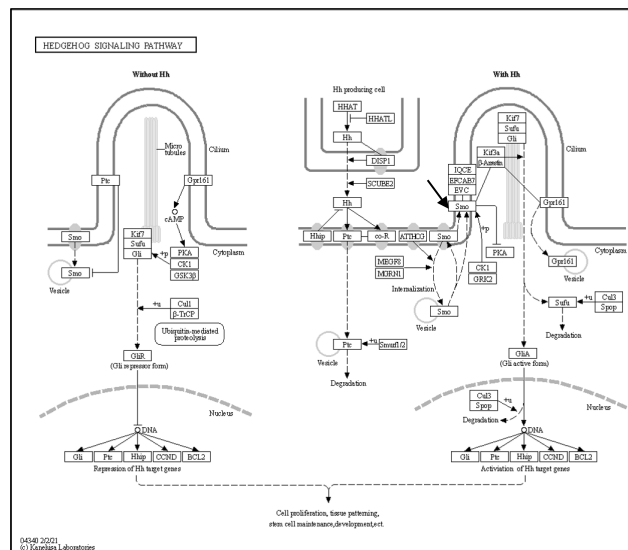 HEDGEHOG SIGNALING PATHWAY
Without Hh
Micro
tubules
Cilium
Ptc
Gpr161
cAMP
Smo
Kif7
Sufu
Gli
+p
PKA
CK1
GSK3β
Cytoplasm
Smo
Vesicle
+u
Cul1
β-TrCP
Ubiquitin-mediated
proteolysis
GliR
(Gli repressor form)
Nucleus
DNA
Gli
Ptc
Hhip
CCND
BCL2
Repression of Hh target genes
With Hh
Hh producing cell
HHAT
HHATL
Hh
DISP1
SCUBE2
Hh
Hhip
Ptc
co-R
ATTHOG
Smo
MEGF8
MGRN1
Internalization
Smo
Vesicle
Ptc
+u
Smurf1/2
Vesicle
Degradation
IQCE
EFCAB7
EVC
Smo
Kif3a
β-Arrestin
Kif7
Sufu
Gli
Cilium
Gpr161
+p
PKA
CK1
GRK2
Cytoplasm
Gpr161
Vesicle
Sufu
+u
Cul3
Spop
Degradation
GliA
(Gli active form)
Cul3
Spop
+u
Degradation
Nucleus
DNA
Gli
Ptc
Hhip
CCND
BCL2
Activiation of Hh target genes
Cell proliferation, tissue patterning,
stem cell maintenance,development,ect.
04340 2/2/21
(c) Kanehisa Laboratories